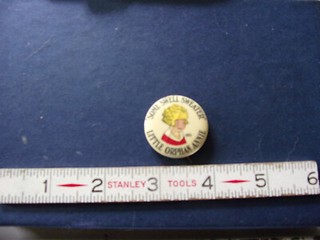 "SOME SWELL SWEATER"
LITTLE ORPHAN ANNIE
1 2 STANLEY 3 TOOLS 4 5 6